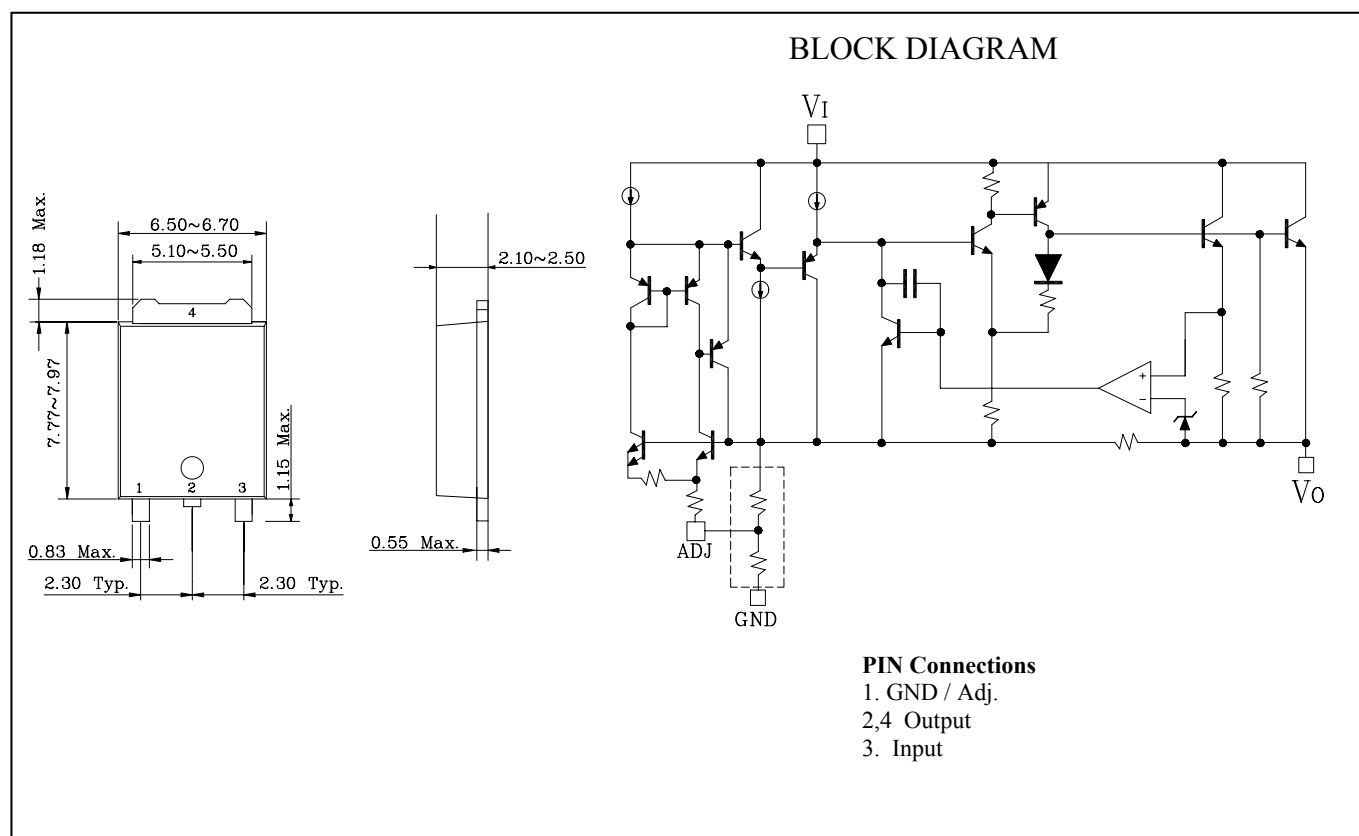 BLOCK DIAGRAM
VI
1.18 Max.
6.50~6.70
5.10~5.50
4
7.77~7.97
1
2
3
1.15 Max.
0.83 Max.
2.30 Typ.
2.30 Typ.
2.10~2.50
0.55 Max.
+
−
ADJ
GND
VO
PIN Connections
1. GND / Adj.
2,4 Output
3. Input